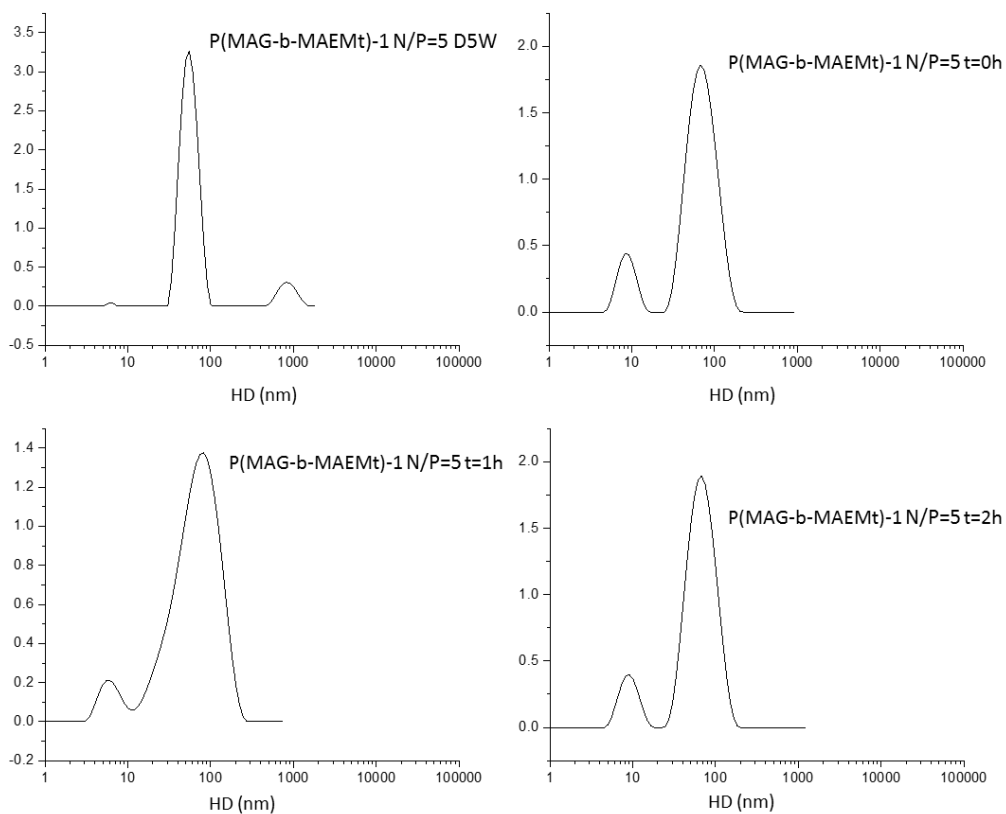 P(MAG-b-MAEMt)-1 N/P=5 D5W
3.5
3.0
2.5
2.0
1.5
1.0
0.5
0.0
-0.5
1 10 100 1000 10000 100000
HD (nm)
P(MAG-b-MAEMt)-1 N/P=5 t=0h
2.0
1.5
1.0
0.5
0.0
1 10 100 1000 10000 100000
HD (nm)
P(MAG-b-MAEMt)-1 N/P=5 t=1h
1.4
1.2
1.0
0.8
0.6
0.4
0.2
0.0
-0.2
1 10 100 1000 10000 100000
HD (nm)
P(MAG-b-MAEMt)-1 N/P=5 t=2h
2.0
1.5
1.0
0.5
0.0
1 10 100 1000 10000 100000
HD (nm)